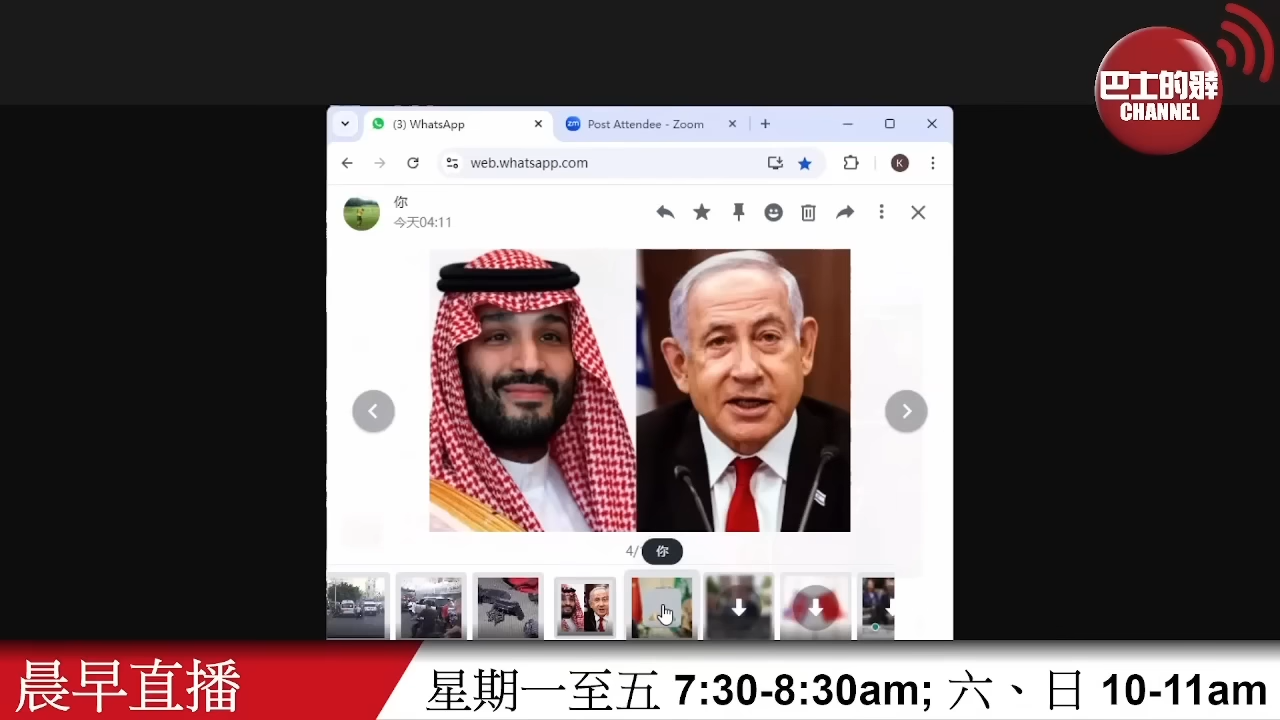 巴士的報
CHANNEL
(3) WhatsApp
zm
Post Attendee - Zoom
web.whatsapp.com
K
你
今天04:11
4/
你
晨早直播
星期一至五 7:30-8:30am; 六、日 10-11am